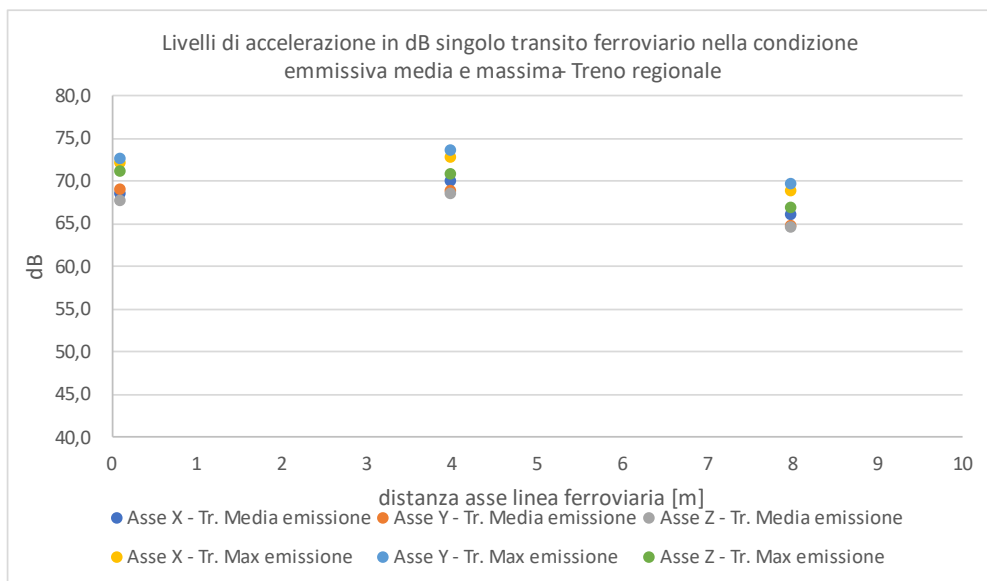 Livelli di accelerazione in dB singolo transito ferroviario nella condizione
emmissiva media e massima- Treno regionale
80,0
75,0
70,0
65,0
60,0
55,0
50,0
45,0
40,0
dB
0 1 2 3 4 5 6 7 8 9 10
distanza asse linea ferroviaria [m]
Asse X - Tr. Media emissione Asse Y - Tr. Media emissione Asse Z - Tr. Media emissione
Asse X - Tr. Max emissione Asse Y - Tr. Max emissione Asse Z - Tr. Max emissione